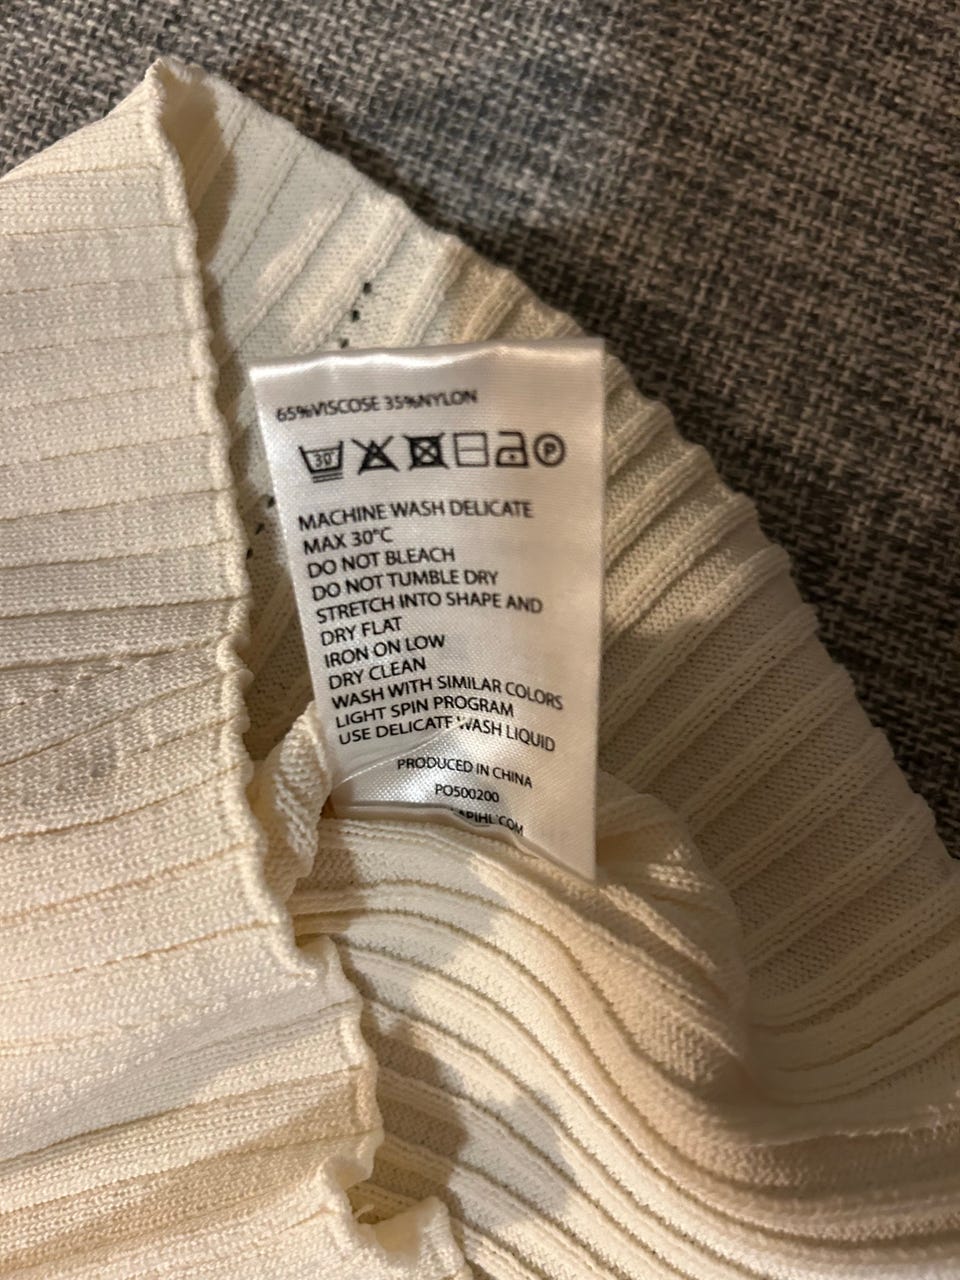 65%VISCOSE 35%NYLON
30° P
MACHINE WASH DELICATE
MAX 30°C
DO NOT BLEACH
DO NOT TUMBLE DRY
STRETCH INTO SHAPE AND
DRY FLAT
IRON ON LOW
DRY CLEAN
WASH WITH SIMILAR COLORS
LIGHT SPIN PROGRAM
USE DELICATE WASH LIQUID
PRODUCED IN CHINA
PO500200